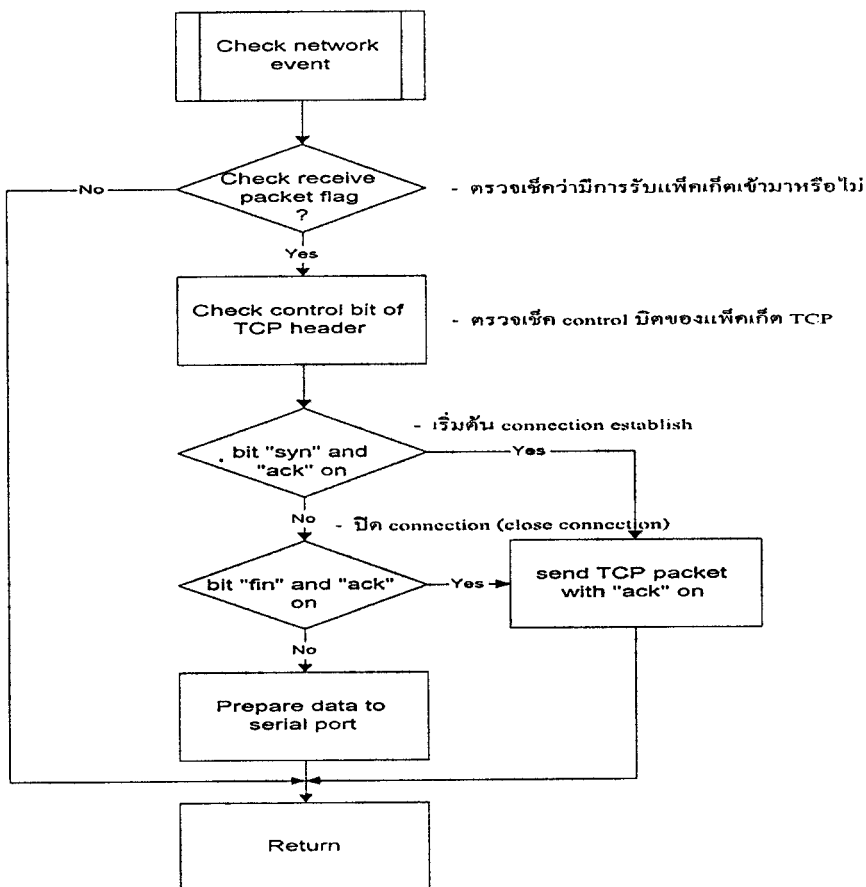 Check network
event
Check receive
packet flag
?
No
- ตรวจเช็คว่ามีการรับแพ็คเก็ตเข้ามาหรือไม่
Yes
Check control bit of
TCP header
- ตรวจเช็ค control บิตของแพ็คเก็ต TCP
- เริ่มต้น connection establish
bit "syn" and
"ack" on
Yes
No
- ปิด connection (close connection)
bit "fin" and "ack"
on
Yes
send TCP packet
with "ack" on
No
Prepare data to
serial port
Return